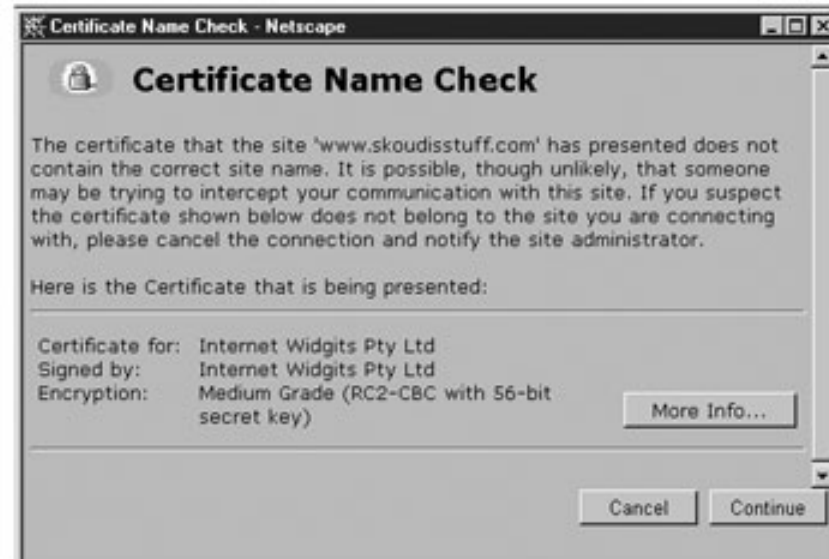 Certificate Name Check - Netscape
Certificate Name Check
The certificate that the site 'www.skoudisstuff.com' has presented does not
contain the correct site name. It is possible, though unlikely, that someone
may be trying to intercept your communication with this site. If you suspect
the certificate shown below does not belong to the site you are connecting
with, please cancel the connection and notify the site administrator.
Here is the Certificate that is being presented:
Certificate for: Internet Widgits Pty Ltd
Signed by: Internet Widgits Pty Ltd
Encryption: Medium Grade (RC2-CBC with 56-bit
secret key)
More Info...
Cancel Continue